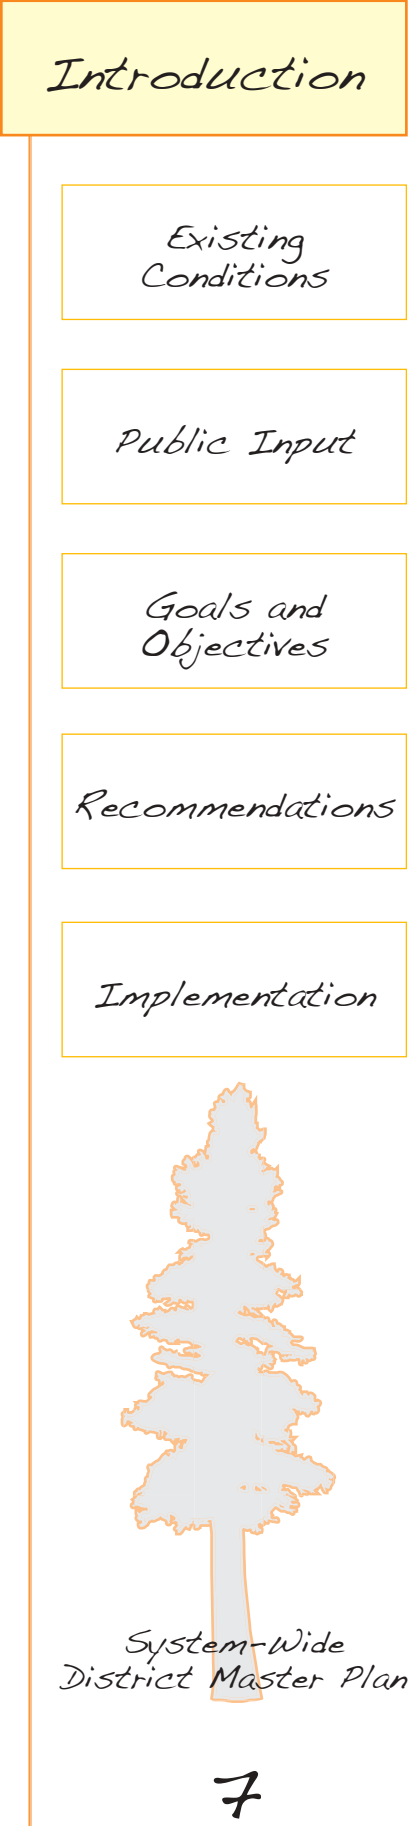 Introduction
Existing
Conditions
Public Input
Goals and
Objectives
Recommendations
Implementation
System-Wide
District Master Plan
7